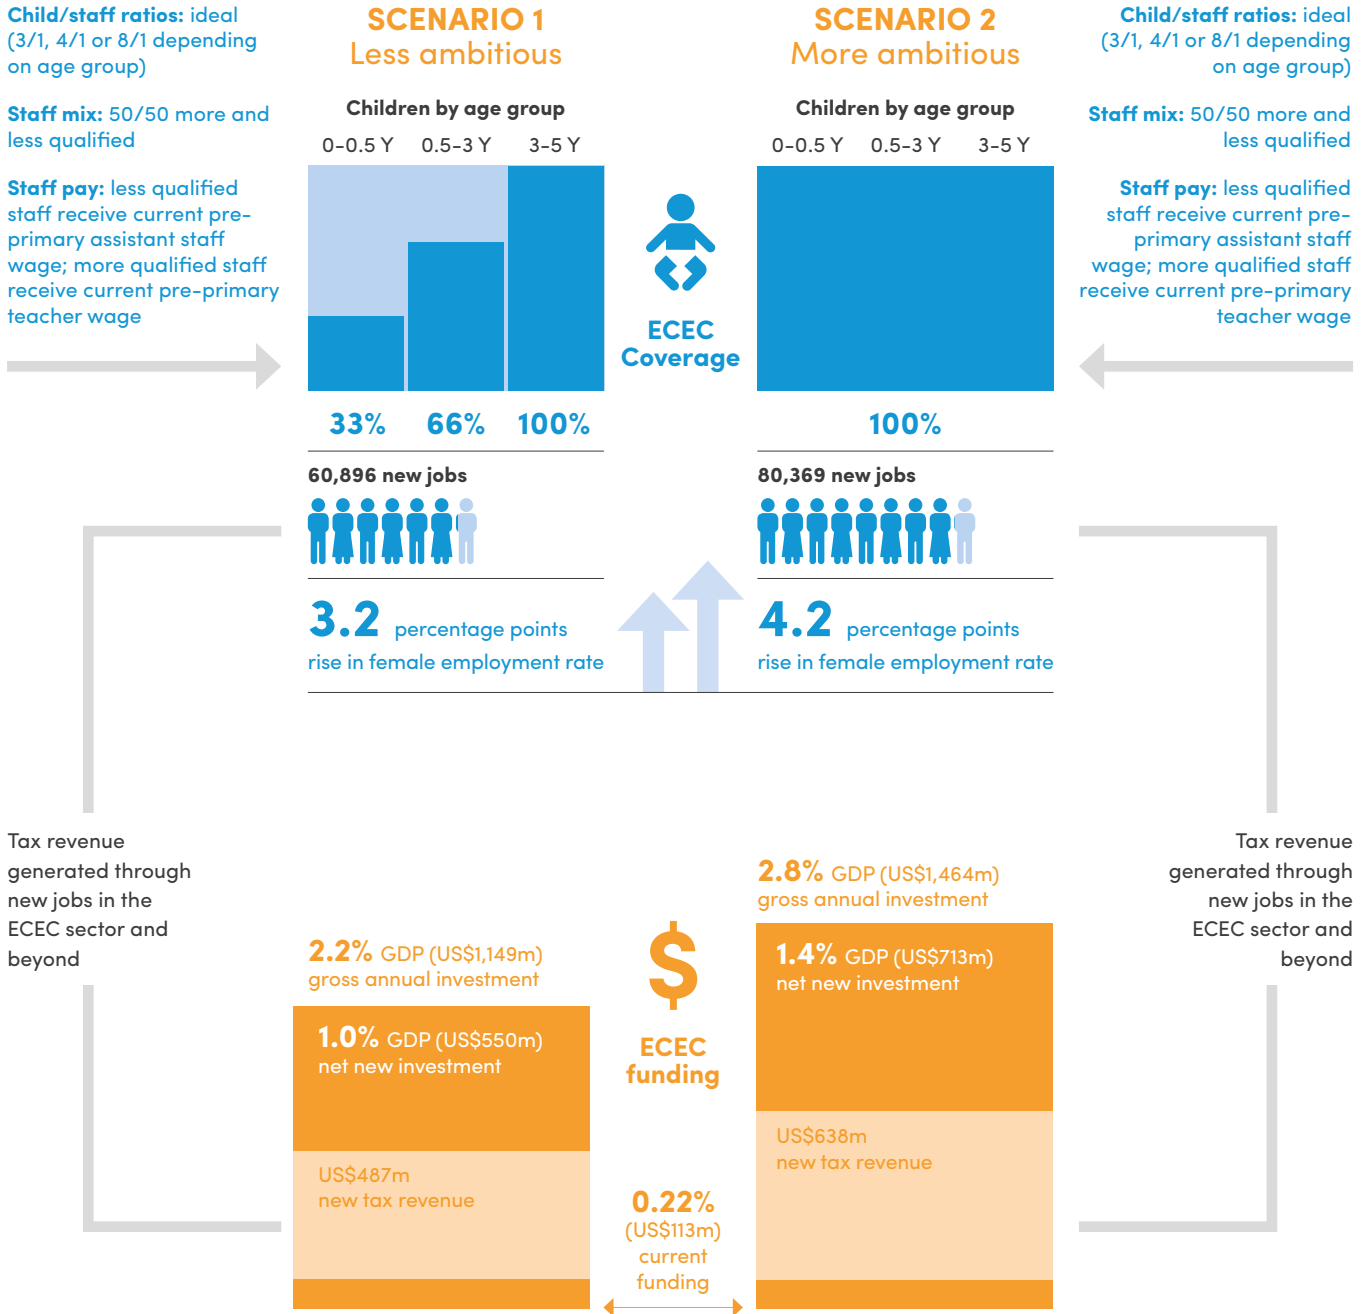 Child/staff ratios: ideal
(3/1, 4/1 or 8/1 depending
on age group)
Staff mix: 50/50 more and
less qualified
Staff pay: less qualified
staff receive current pre-
primary assistant staff
wage; more qualified staff
receive current pre-primary
teacher wage
SCENARIO 1
Less ambitious
Children by age group
0-0.5 Y 0.5-3 Y 3-5 Y
33% 66% 100%
60,896 new jobs
3.2 percentage points
rise in female employment rate
ECEC
Coverage
SCENARIO 2
More ambitious
Children by age group
0-0.5 Y 0.5-3 Y 3-5 Y
100%
80,369 new jobs
4.2 percentage points
rise in female employment rate
Child/staff ratios: ideal
(3/1, 4/1 or 8/1 depending
on age group)
Staff mix: 50/50 more and
less qualified
Staff pay: less qualified
staff receive current pre-
primary assistant staff
wage; more qualified staff
receive current pre-primary
teacher wage
Tax revenue
generated through
new jobs in the
ECEC sector and
beyond
2.2% GDP (US$1,149m)
gross annual investment
1.0% GDP (US$550m)
net new investment
US$487m
new tax revenue
$
ECEC
funding
0.22%
(US$113m)
current
funding
2.8% GDP (US$1,464m)
gross annual investment
1.4% GDP (US$713m)
net new investment
US$638m
new tax revenue
Tax revenue
generated through
new jobs in the
ECEC sector and
beyond